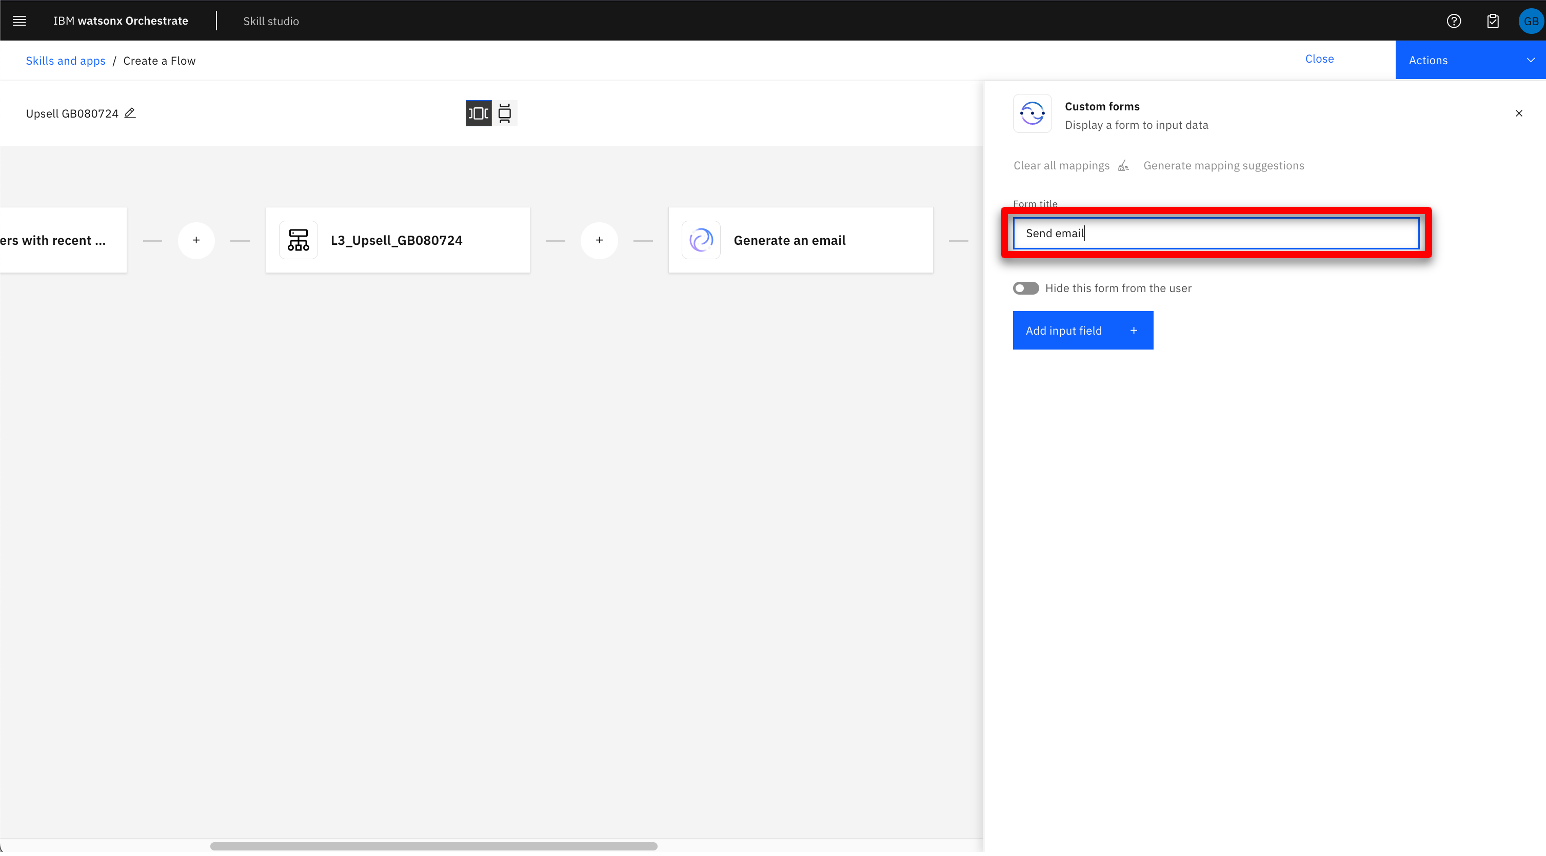 IBM watsonx Orchestrate
Skill studio
GB
Skills and apps / Create a Flow
Close
Actions
Upsell GB080724
Custom forms
Display a form to input data
Clear all mappings
Generate mapping suggestions
Form title
Send email
ers with recent ...
+
L3_Upsell_GB080724
+
Generate an email
Hide this form from the user
Add input field +